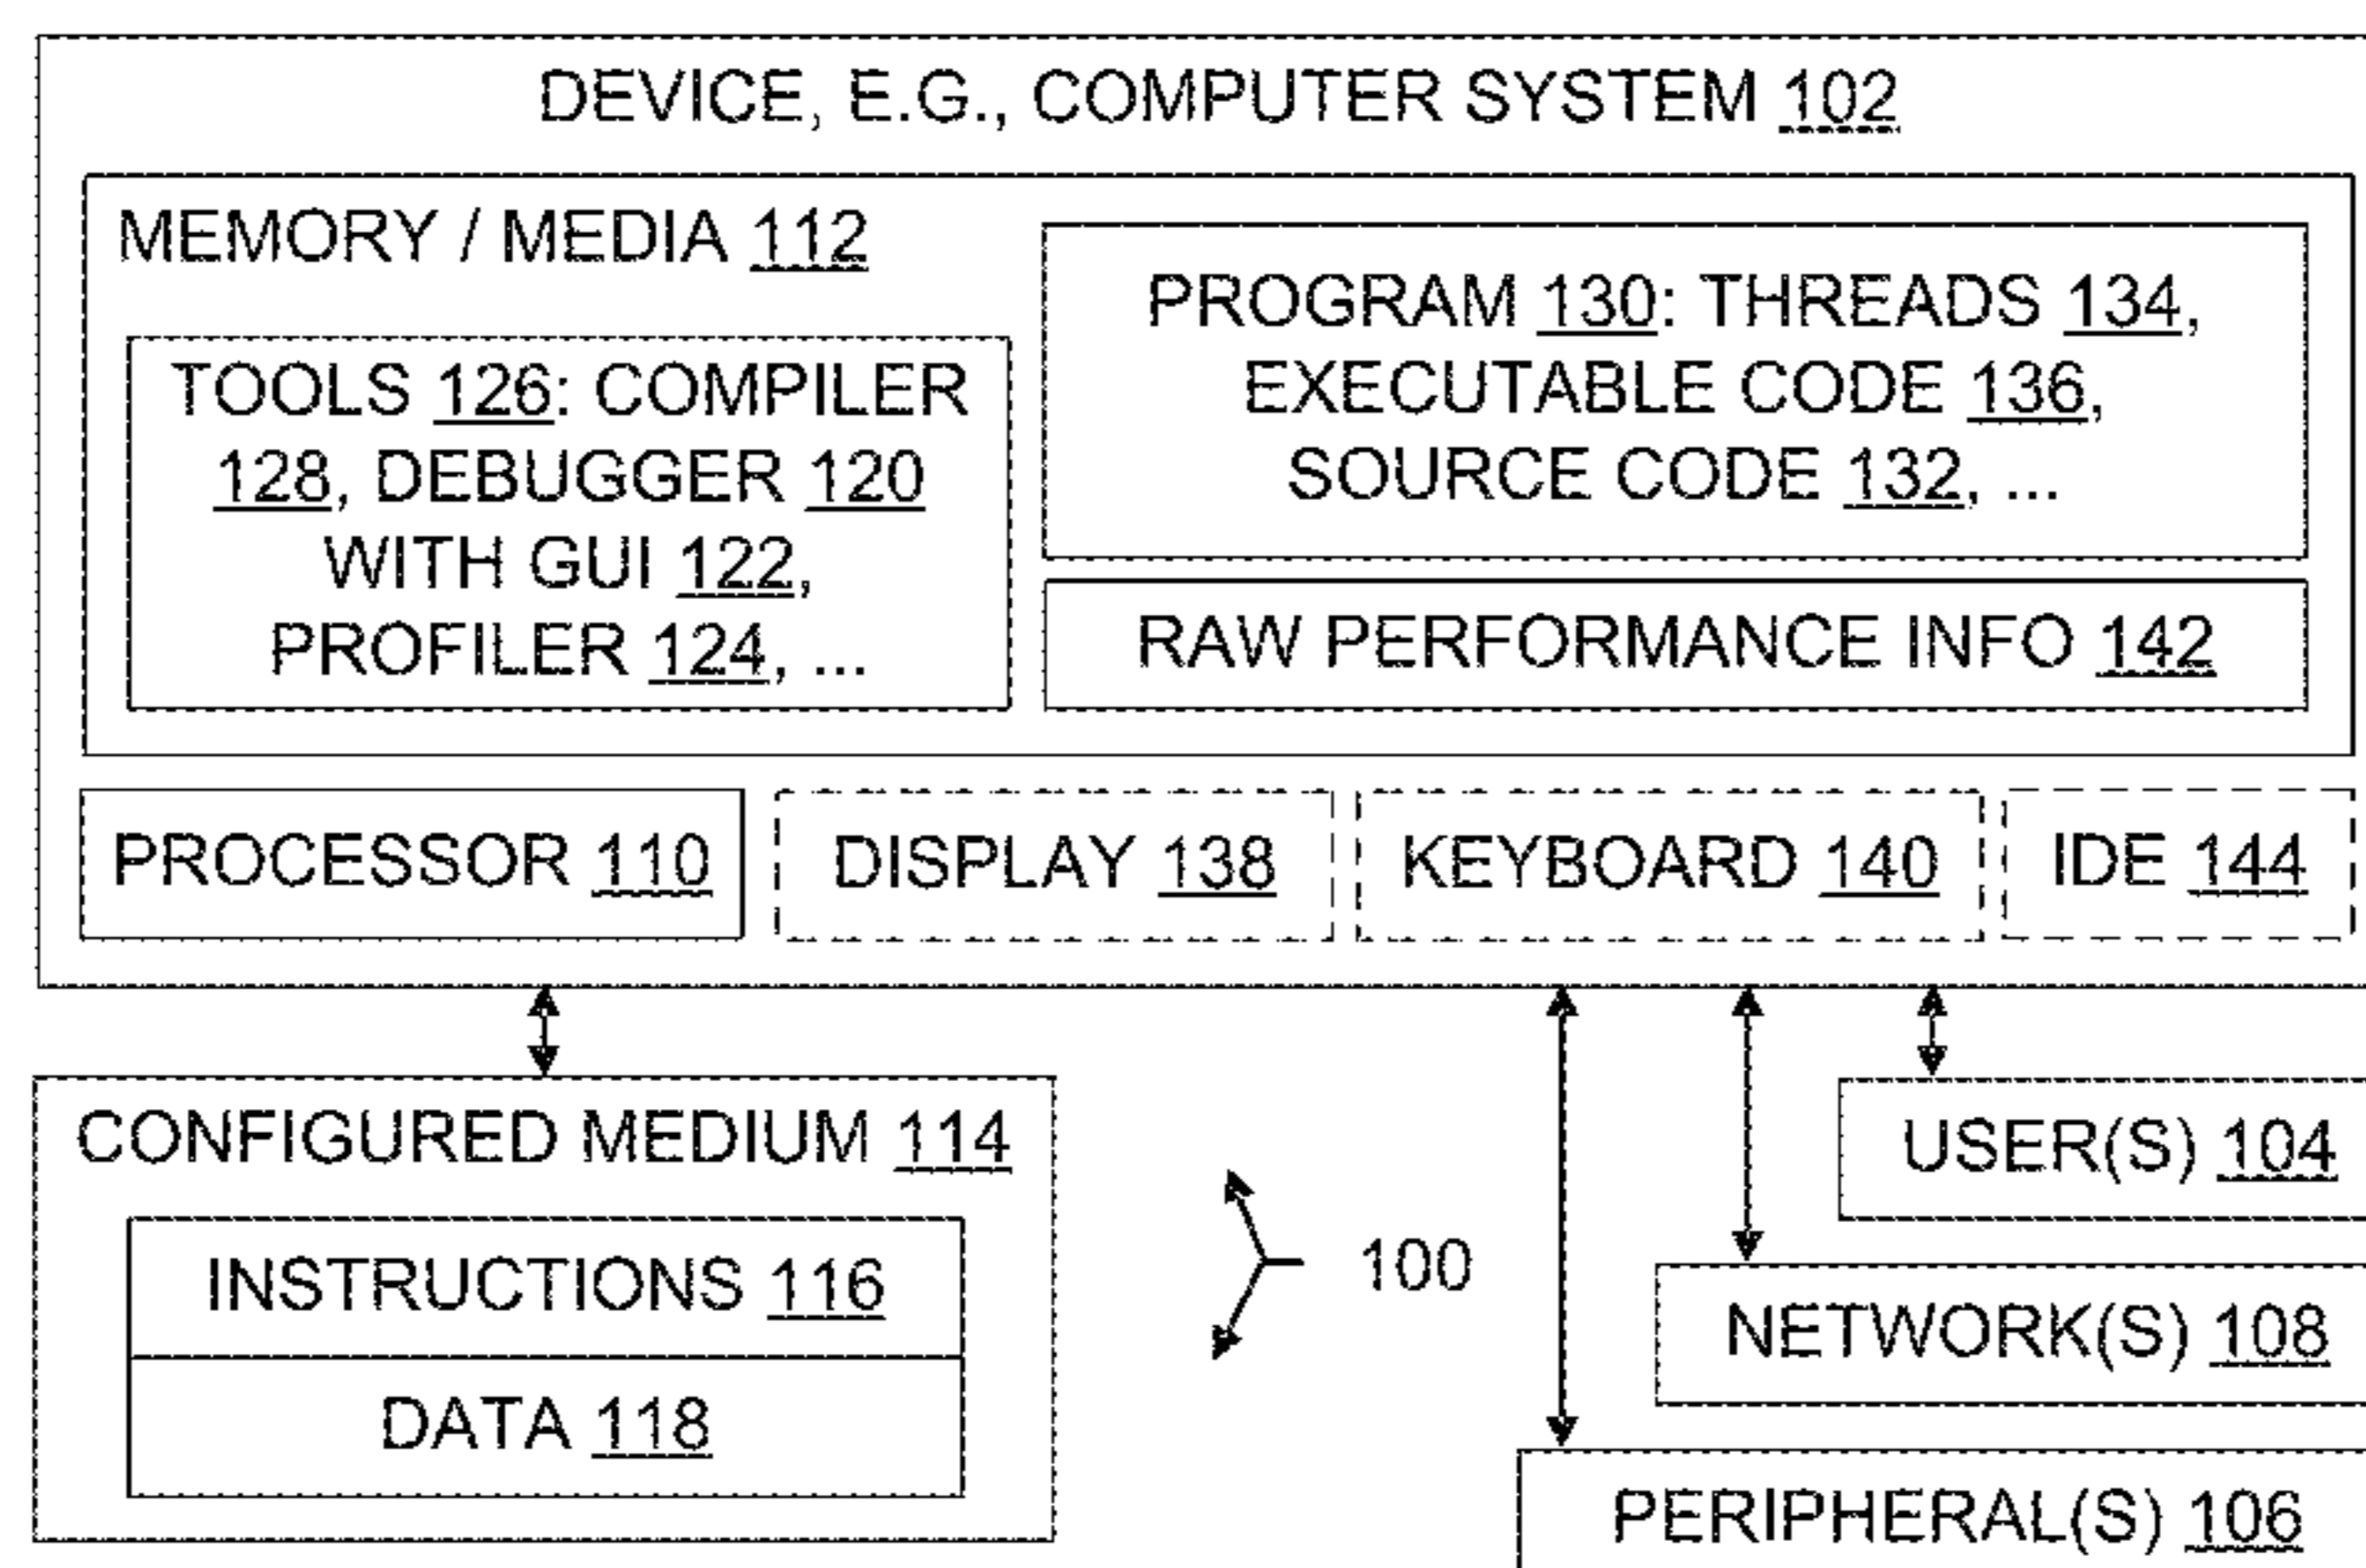 DEVICE, E.G., COMPUTER SYSTEM 102
MEMORY / MEDIA 112
TOOLS 126: COMPILER
128, DEBUGGER 120
WITH GUI 122,
PROFILER 124, ...
PROGRAM 130: THREADS 134,
EXECUTABLE CODE 136,
SOURCE CODE 132, ...
RAW PERFORMANCE INFO 142
PROCESSOR 110
DISPLAY 138
KEYBOARD 140
IDE 144
CONFIGURED MEDIUM 114
INSTRUCTIONS 116
DATA 118
100
USER(S) 104
NETWORK(S) 108
PERIPHERAL(S) 106